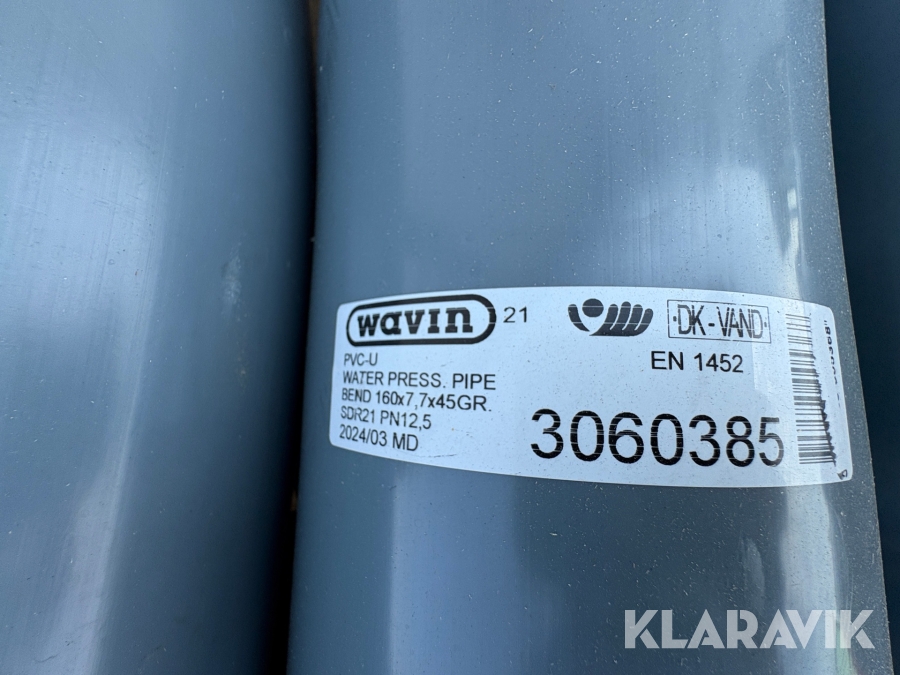 wavin 21
PVC-U
WATER PRESS. PIPE
BEND 160x7,7x45GR.
SDR21 PN12,5
2024/03 MD
DK-VAND
EN 1452
3060385
KLARAVIK